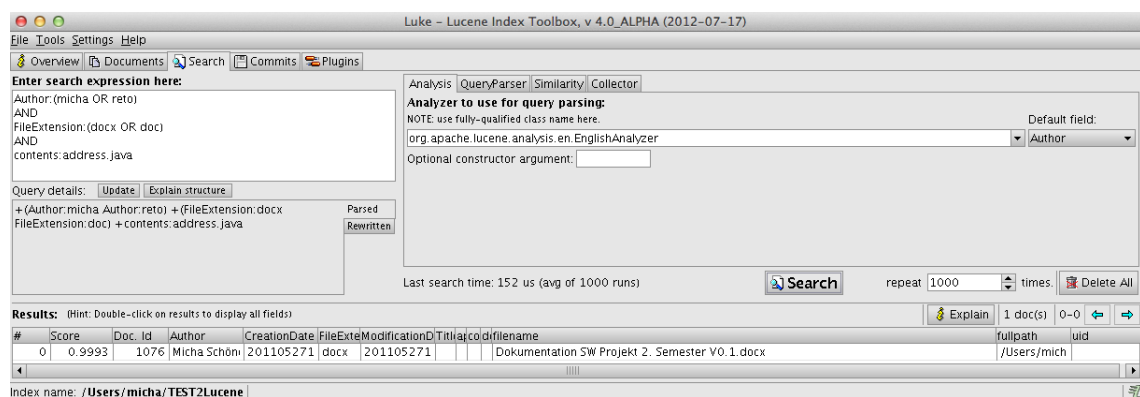 Luke – Lucene Index Toolbox, v 4.0_ALPHA (2012-07-17)
File Tools Settings Help
Overview Documents Search Commits Plugins
Enter search expression here:
Author:(micha OR reto)
AND
FileExtension:(docx OR doc)
AND
contents:address.java
Query details: Update Explain structure
+(Author:micha Author:reto) +(FileExtension:docx
FileExtension:doc) +contents:address.java
Parsed
Rewritten
Analysis QueryParser Similarity Collector
Analyzer to use for query parsing:
NOTE: use fully-qualified class name here.
Default field:
org.apache.lucene.analysis.en.EnglishAnalyzer
Author
Optional constructor argument:
Last search time: 152 us (avg of 1000 runs)
Search
repeat 1000 times.
Delete All
Results: (Hint: Double-click on results to display all fields)
Explain 1 doc(s) 0-0
# Score Doc. Id Author CreationDate FileExte ModificationD Titl co filename fullpath uid
0 0.9993 1076 Micha Schön 201105271 docx 201105271 Dokumentation SW Projekt 2. Semester V0.1.docx /Users/mich
Index name: /Users/micha/TEST2Lucene